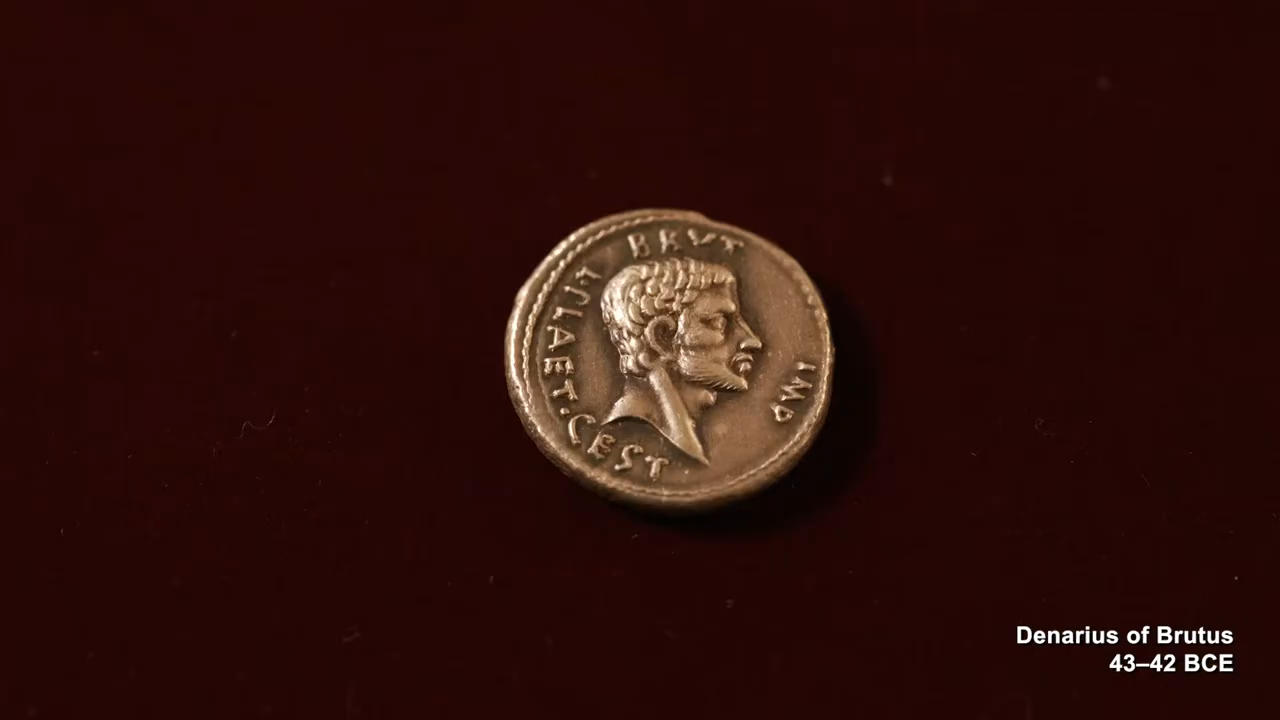 BRVT
IMP
L·PLAET·CEST
Denarius of Brutus
43–42 BCE